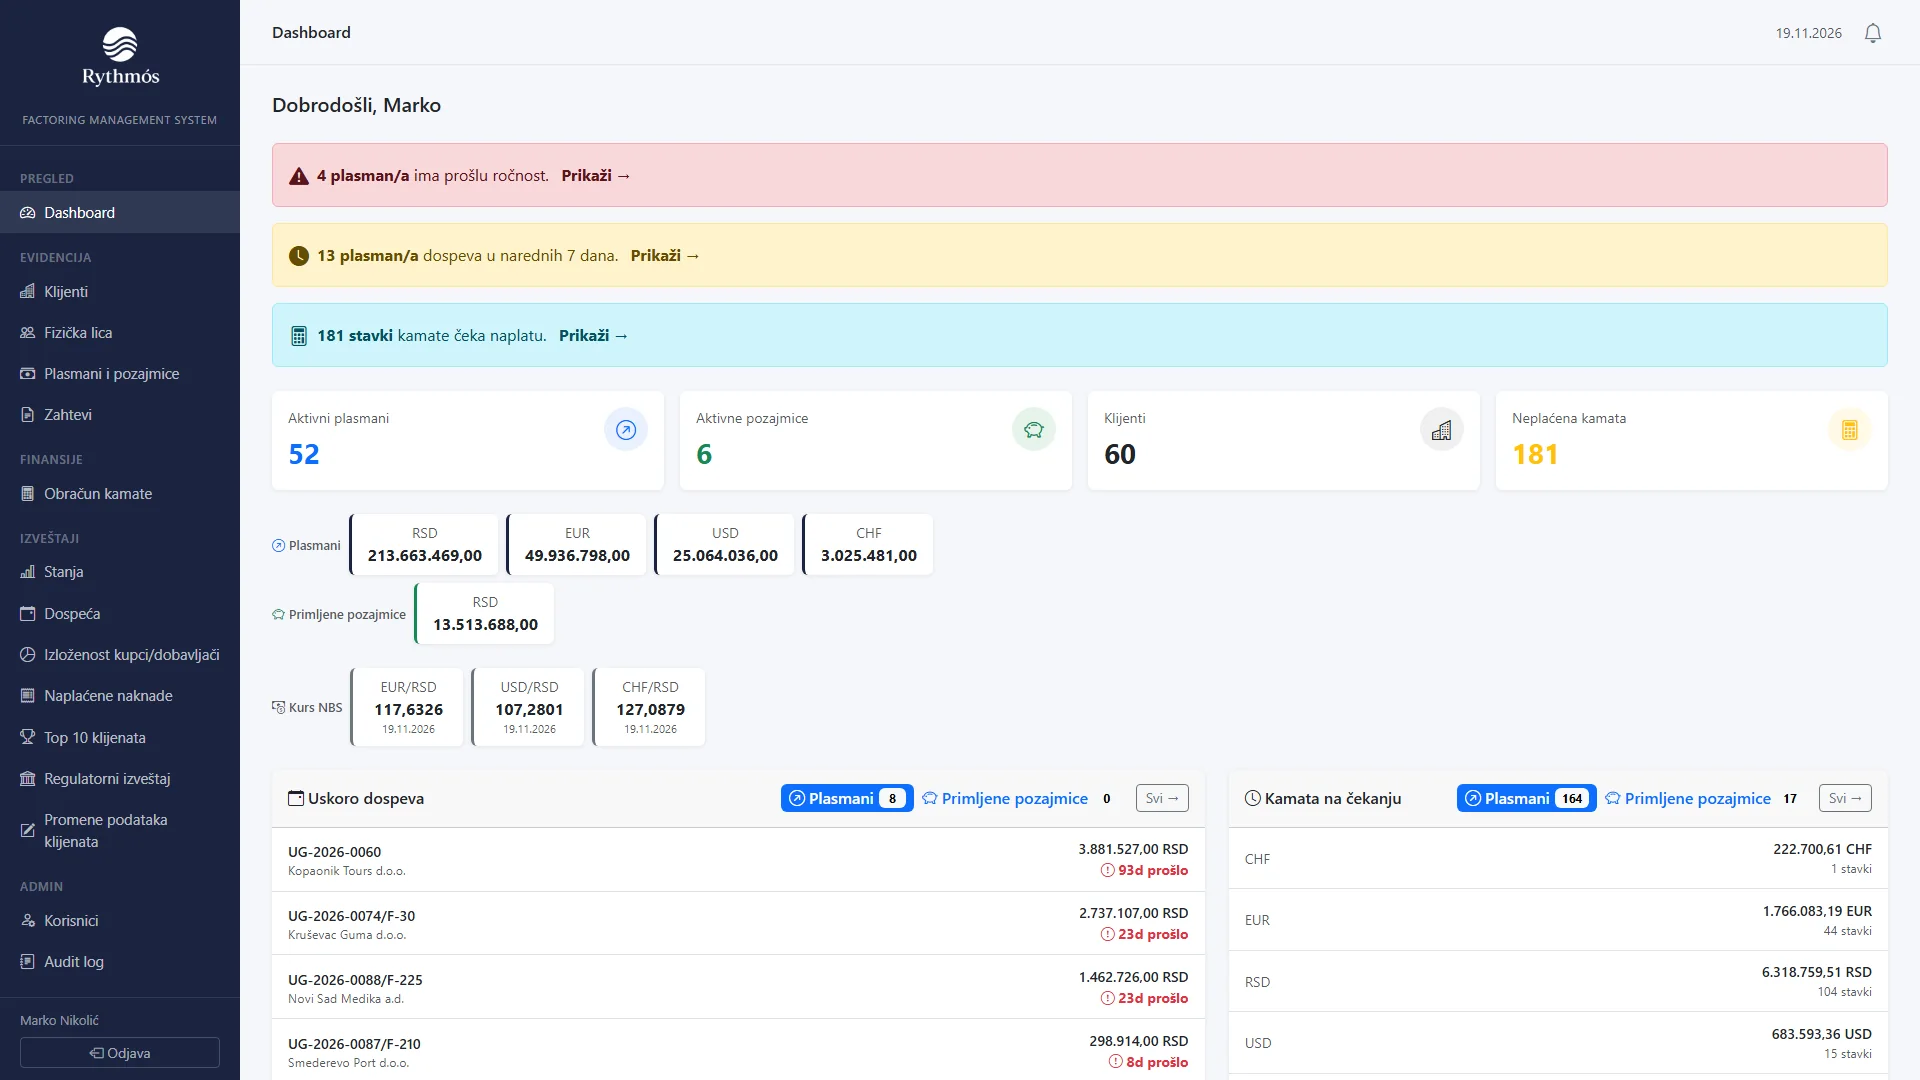 Rythmós
FACTORING MANAGEMENT SYSTEM
PREGLED
Dashboard
EVIDENCIJA
Klijenti
Fizička lica
Plasmani i pozajmice
Zahtevi
FINANSIJE
Obračun kamate
IZVEŠTAJI
Stanja
Dospeća
Izloženost kupci/dobavljači
Naplaćene naknade
Top 10 klijenata
Regulatorni izveštaj
Promene podataka
klijenata
ADMIN
Korisnici
Audit log
Marko Nikolić
Odjava
Dashboard
19.11.2026
Dobrodošli, Marko
4 plasman/a ima prošlu ročnost. Prikaži →
13 plasman/a dospeva u narednih 7 dana. Prikaži →
181 stavki kamate čeka naplatu. Prikaži →
Aktivni plasmani
52
Aktivne pozajmice
6
Klijenti
60
Neplaćena kamata
181
Plasmani
RSD
213.663.469,00
EUR
49.936.798,00
USD
25.064.036,00
CHF
3.025.481,00
Primljene pozajmice
RSD
13.513.688,00
Kurs NBS
EUR/RSD
117,6326
19.11.2026
USD/RSD
107,2801
19.11.2026
CHF/RSD
127,0879
19.11.2026
Uskoro dospeva
Plasmani 8
Primljene pozajmice 0
Svi →
UG-2026-0060
Kopaonik Tours d.o.o.
3.881.527,00 RSD
93d prošlo
UG-2026-0074/F-30
Kruševac Guma d.o.o.
2.737.107,00 RSD
23d prošlo
UG-2026-0088/F-225
Novi Sad Medika a.d.
1.462.726,00 RSD
23d prošlo
UG-2026-0087/F-210
Smederevo Port d.o.o.
298.914,00 RSD
8d prošlo
Kamata na čekanju
Plasmani 164
Primljene pozajmice 17
Svi →
CHF
222.700,61 CHF
1 stavki
EUR
1.766.083,19 EUR
44 stavki
RSD
6.318.759,51 RSD
104 stavki
USD
683.593,36 USD
15 stavki